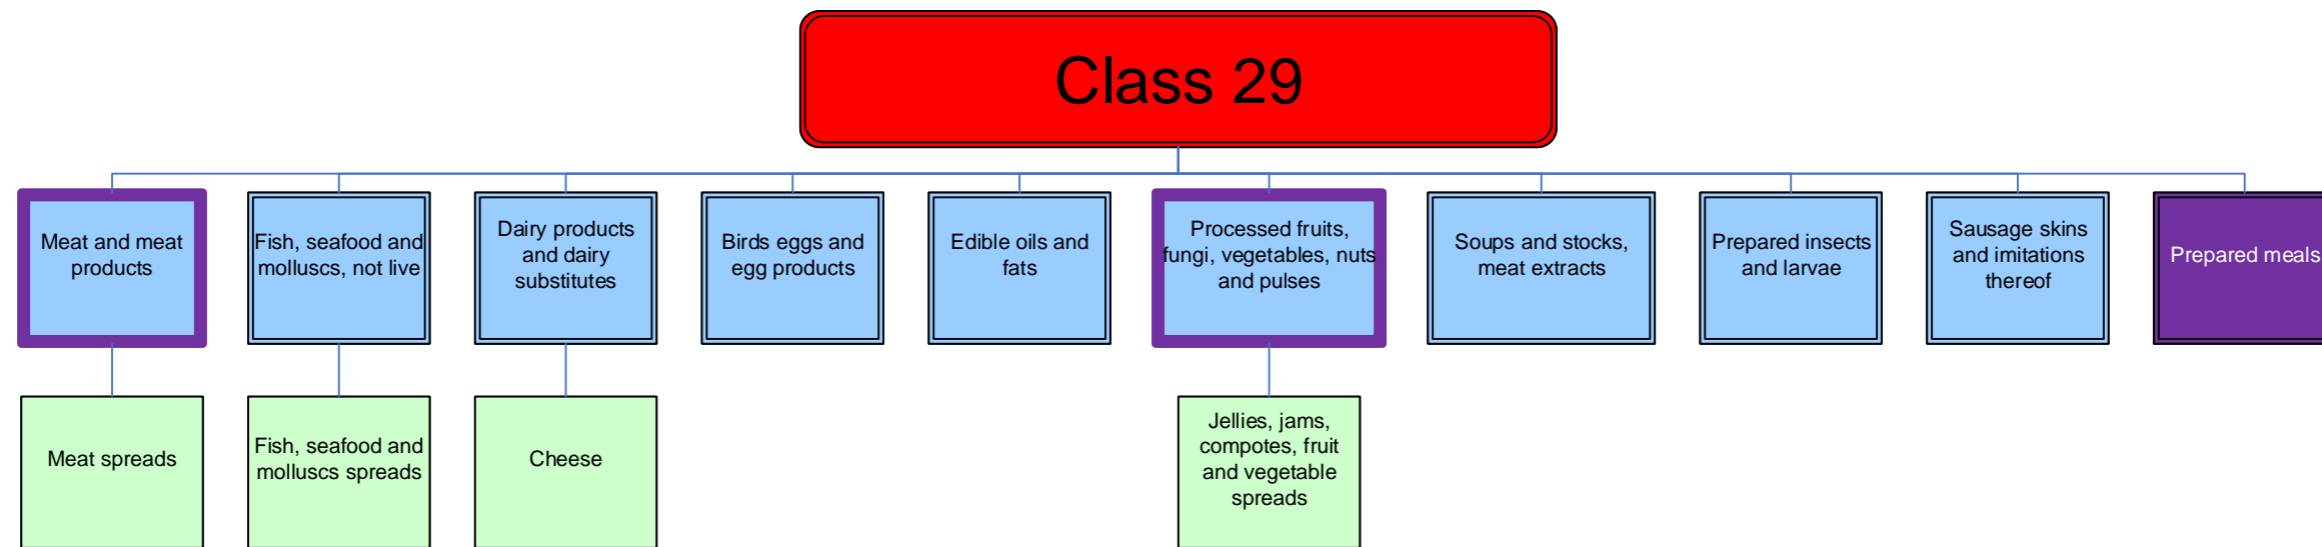 Class 29
Meat and meat
products
Fish, seafood and
molluscs, not live
Dairy products
and dairy
substitutes
Birds eggs and
egg products
Edible oils and
fats
Processed fruits,
fungi, vegetables, nuts
and pulses
Soups and stocks,
meat extracts
Prepared insects
and larvae
Sausage skins
and imitations
thereof
Prepared meals
Meat spreads
Fish, seafood and
molluscs spreads
Cheese
Jellies, jams,
compotes, fruit
and vegetable
spreads